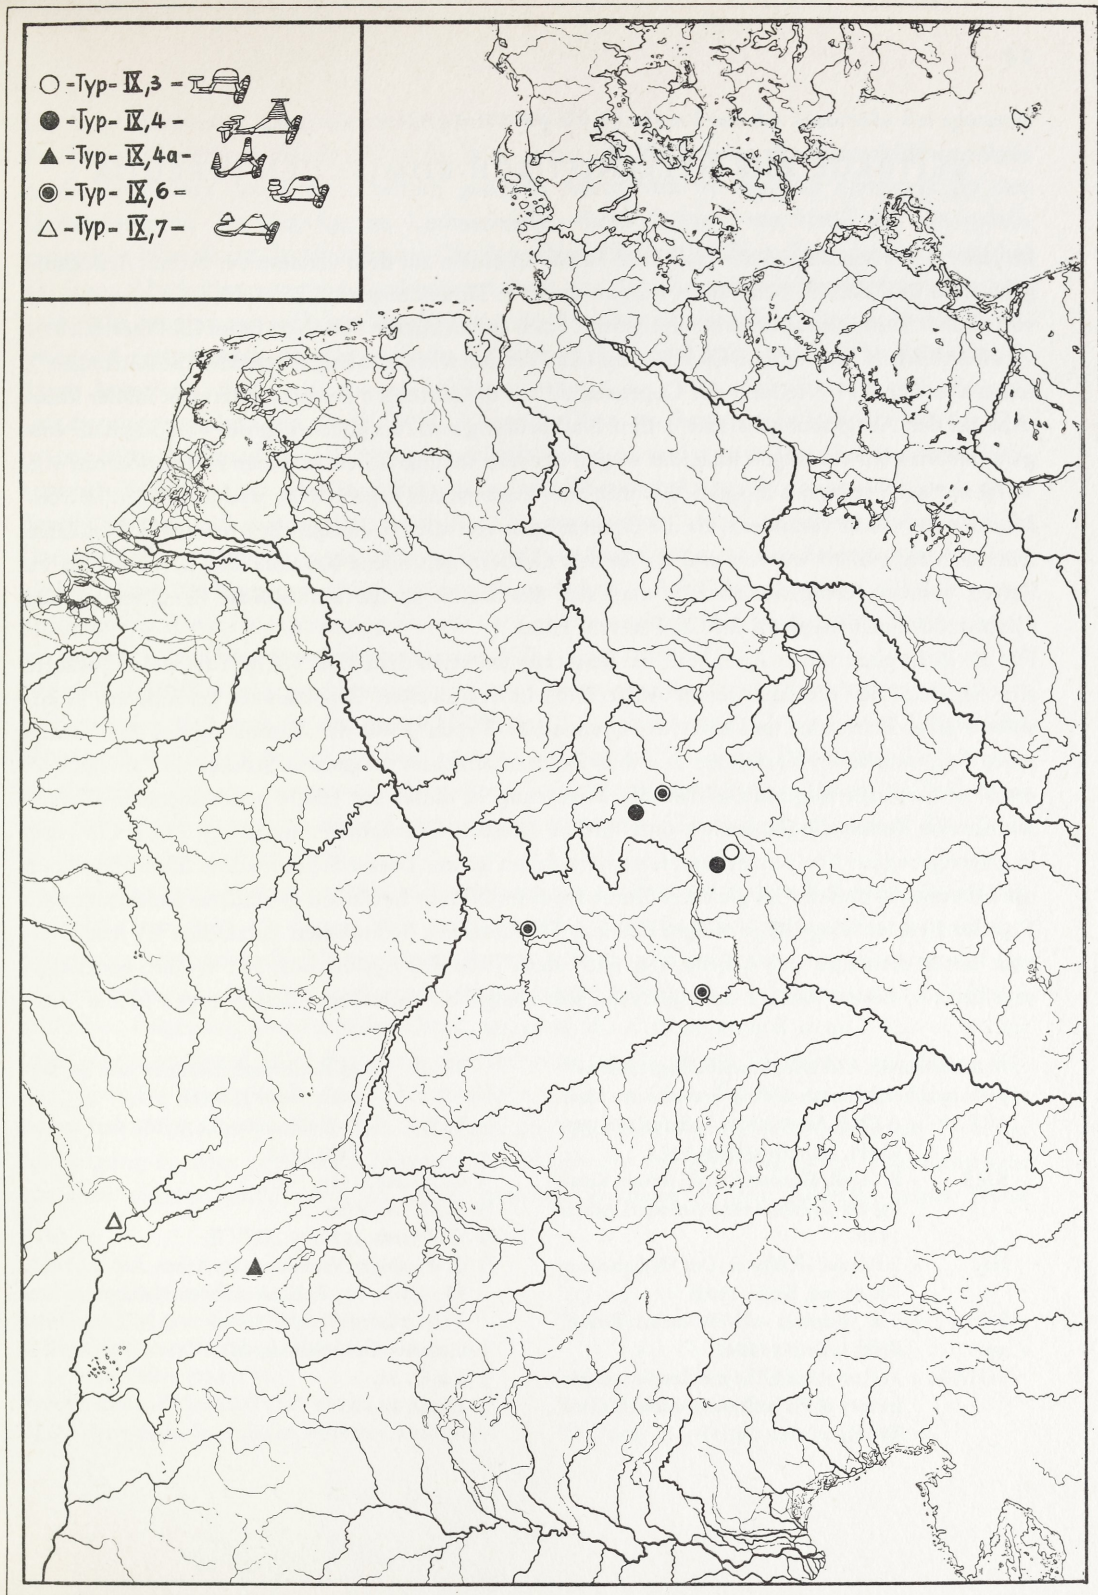 -Typ- IX,3 -
-Typ- IX,4 -
-Typ- IX,4a-
-Typ- IX,6 -
-Typ- IX,7 -